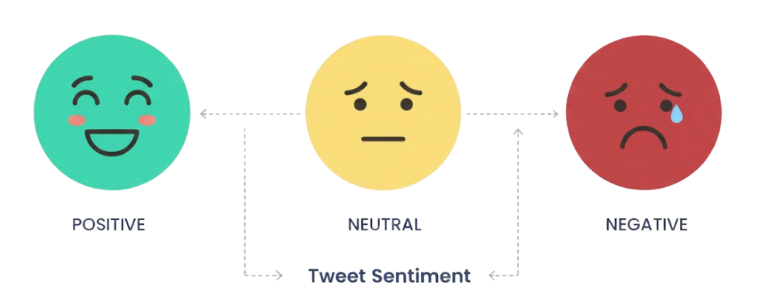 POSITIVE NEUTRAL NEGATIVE
Tweet Sentiment